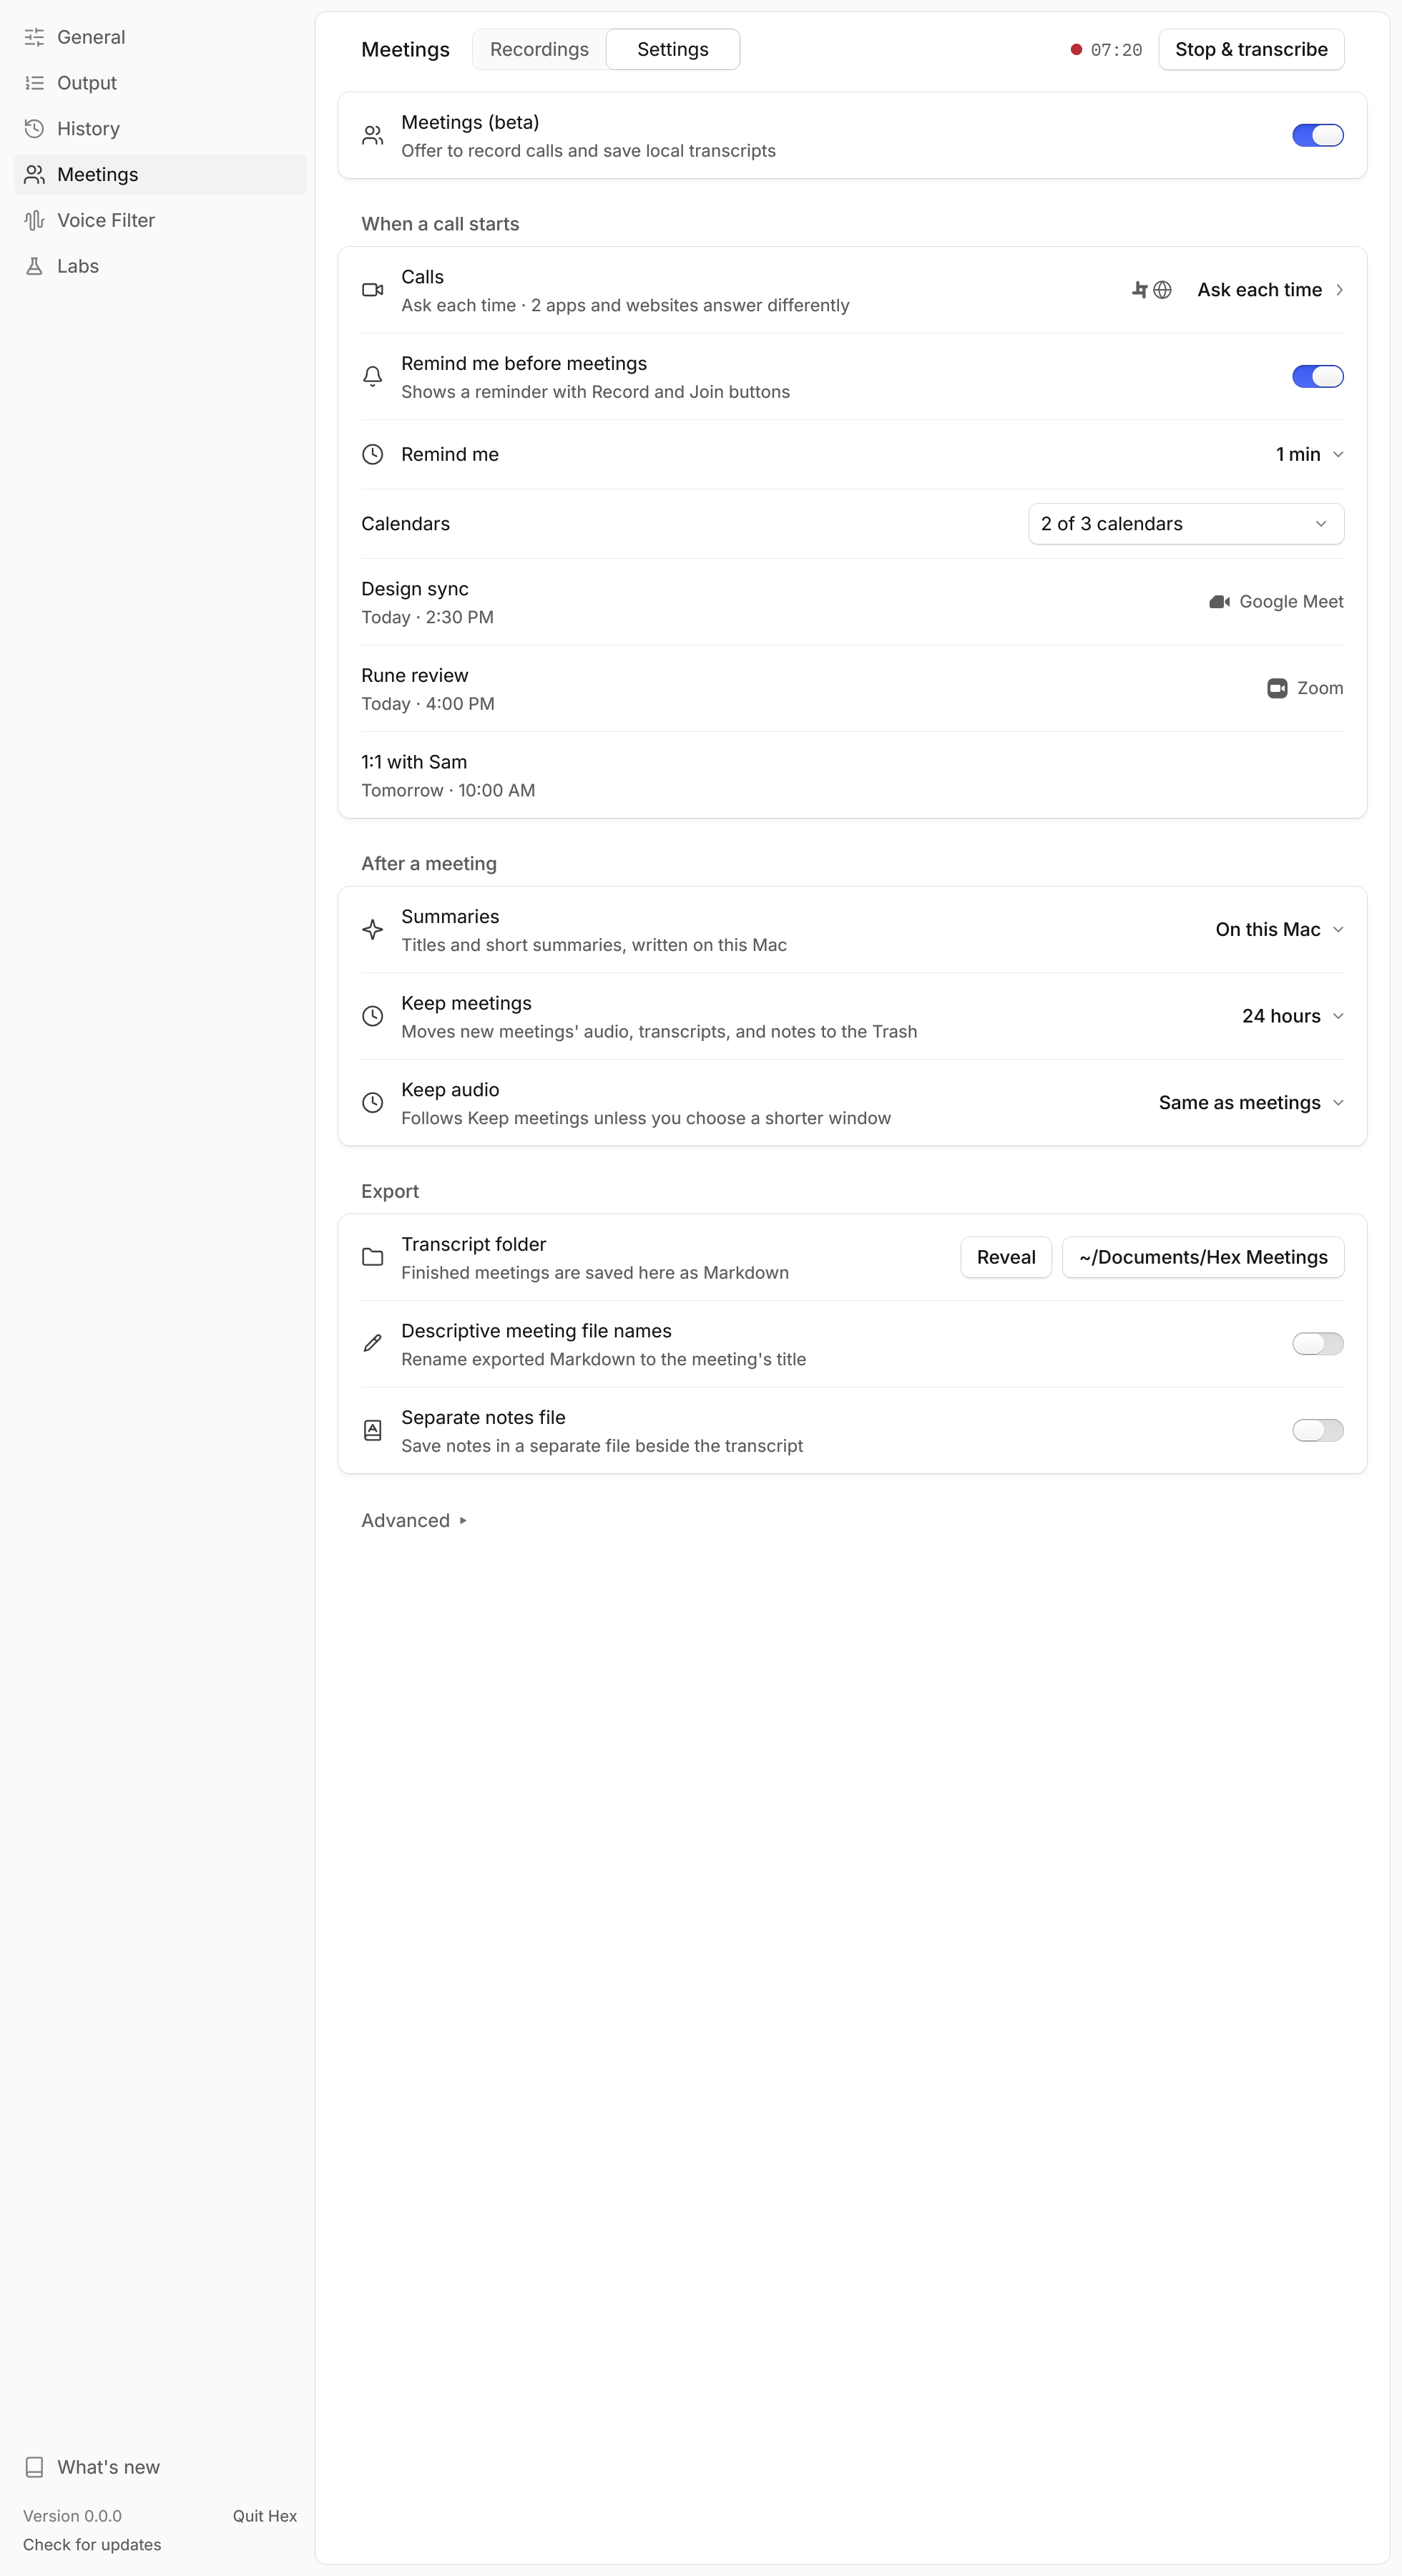 General
Output
History
Meetings
Voice Filter
Labs
Meetings
Recordings
Settings
07:20
Stop & transcribe
Meetings (beta)
Offer to record calls and save local transcripts
When a call starts
Calls
Ask each time · 2 apps and websites answer differently
Ask each time
Remind me before meetings
Shows a reminder with Record and Join buttons
Remind me
1 min
Calendars
2 of 3 calendars
Design sync
Today · 2:30 PM
Google Meet
Rune review
Today · 4:00 PM
Zoom
1:1 with Sam
Tomorrow · 10:00 AM
After a meeting
Summaries
Titles and short summaries, written on this Mac
On this Mac
Keep meetings
Moves new meetings' audio, transcripts, and notes to the Trash
24 hours
Keep audio
Follows Keep meetings unless you choose a shorter window
Same as meetings
Export
Transcript folder
Finished meetings are saved here as Markdown
Reveal
~/Documents/Hex Meetings
Descriptive meeting file names
Rename exported Markdown to the meeting's title
Separate notes file
Save notes in a separate file beside the transcript
Advanced
What's new
Version 0.0.0
Quit Hex
Check for updates